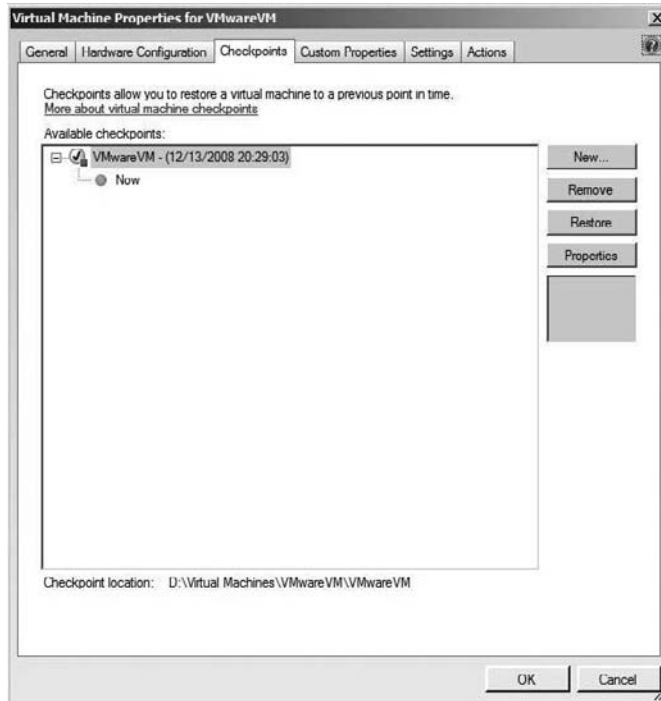 Virtual Machine Properties for VMwareVM
X
General Hardware Configuration Checkpoints Custom Properties Settings Actions
?
Checkpoints allow you to restore a virtual machine to a previous point in time.
More about virtual machine checkpoints
Available checkpoints:
VMwareVM - (12/13/2008 20:29:03)
Now
New...
Remove
Restore
Properties
Checkpoint location: D:\Virtual Machines\VMwareVM\VMwareVM
OK Cancel